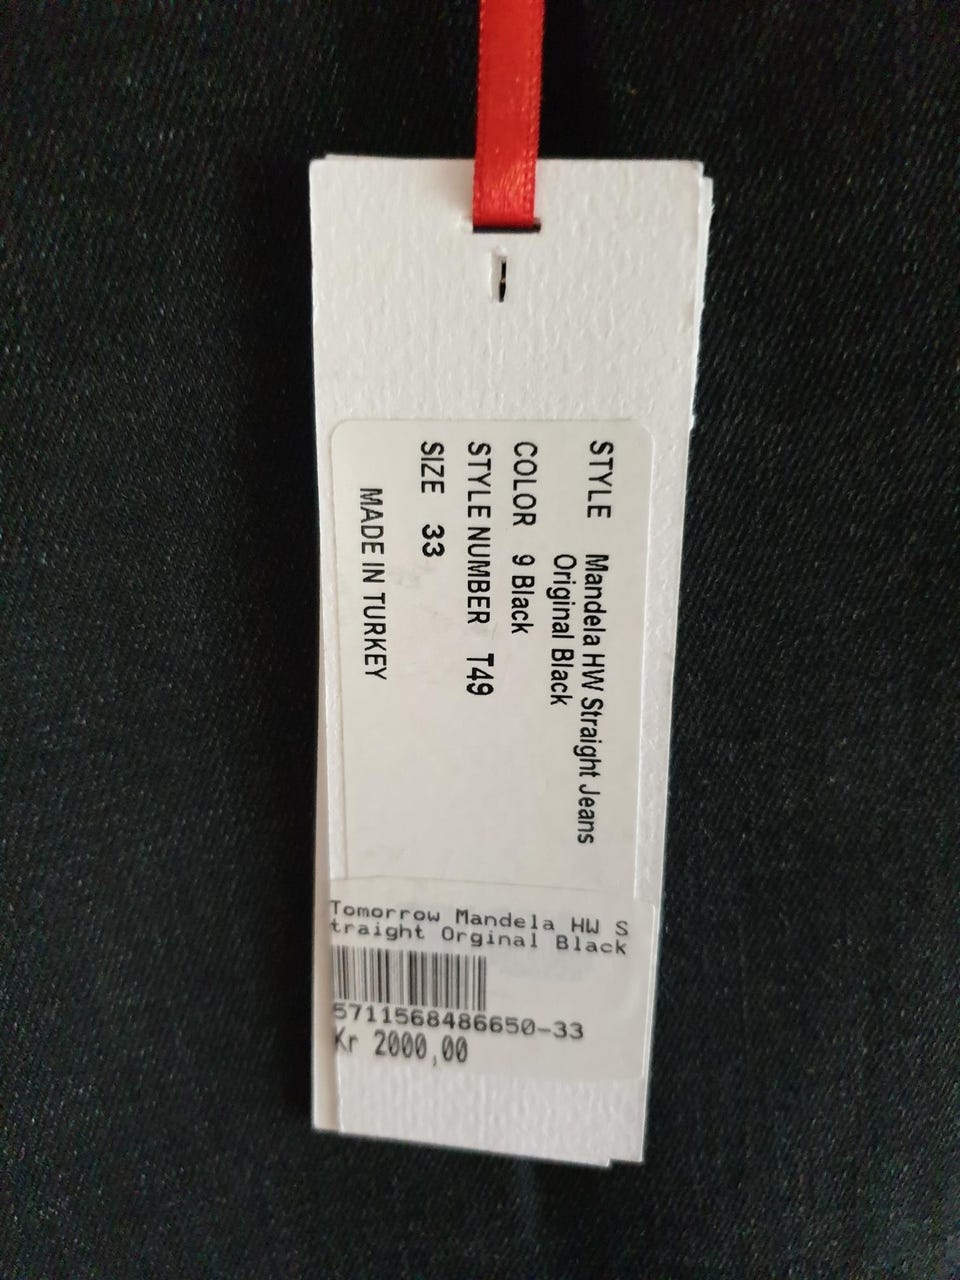 STYLE Mandela HW Straight Jeans
Original Black
COLOR 9 Black
STYLE NUMBER T49
SIZE 33
MADE IN TURKEY
Tomorrow Mandela HW S
traight Orginal Black
5711568486650-33
Kr 2000,00